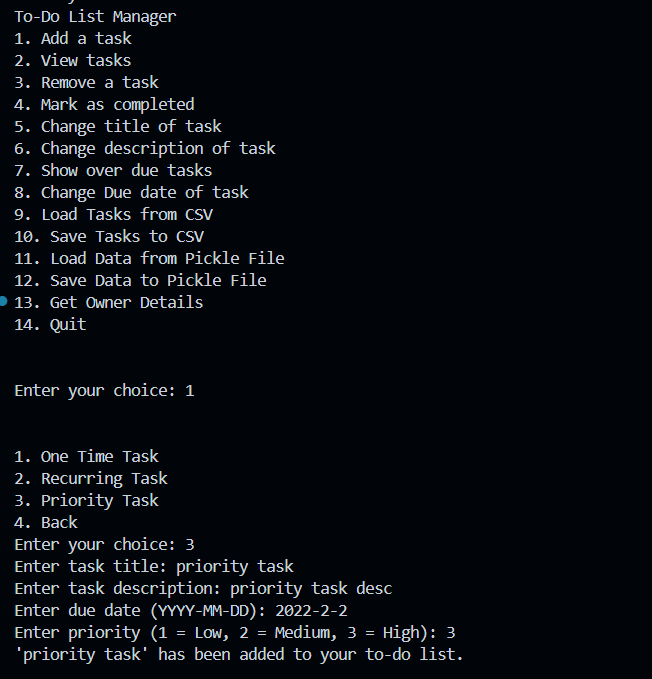 To-Do List Manager
1. Add a task
2. View tasks
3. Remove a task
4. Mark as completed
5. Change title of task
6. Change description of task
7. Show over due tasks
8. Change Due date of task
9. Load Tasks from CSV
10. Save Tasks to CSV
11. Load Data from Pickle File
12. Save Data to Pickle File
13. Get Owner Details
14. Quit
Enter your choice: 1
1. One Time Task
2. Recurring Task
3. Priority Task
4. Back
Enter your choice: 3
Enter task title: priority task
Enter task description: priority task desc
Enter due date (YYYY-MM-DD): 2022-2-2
Enter priority (1 = Low, 2 = Medium, 3 = High): 3
'priority task' has been added to your to-do list.